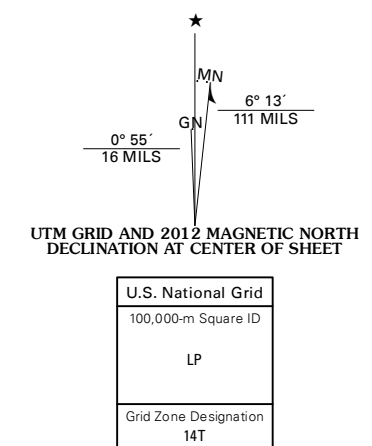 ★
MN
GN
6° 13´
111 MILS
0° 55´
16 MILS
UTM GRID AND 2012 MAGNETIC NORTH
DECLINATION AT CENTER OF SHEET
U.S. National Grid
100,000-m Square ID
LP
Grid Zone Designation
14T